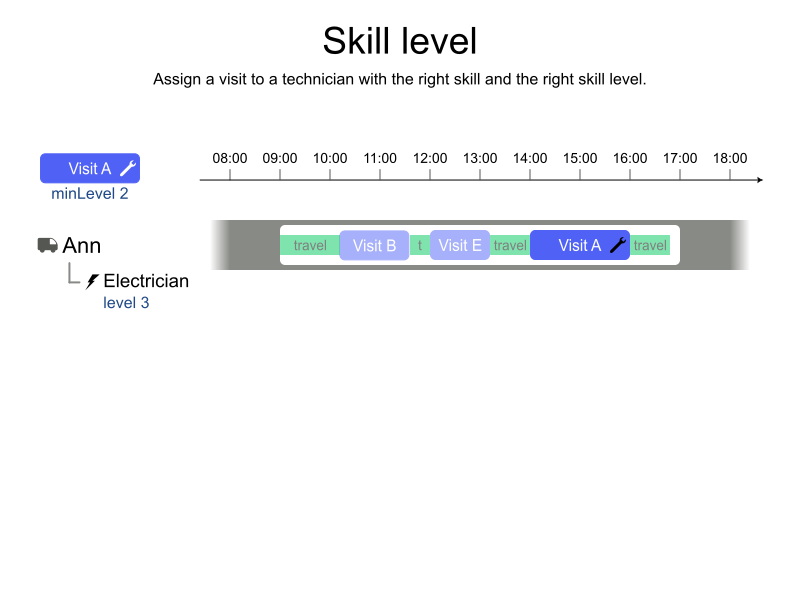 Skill level
Assign a visit to a technician with the right skill and the right skill level.
08:00 09:00 10:00 11:00 12:00 13:00 14:00 15:00 16:00 17:00 18:00
Visit A
minLevel 2
Ann
travel Visit B t Visit E travel Visit A travel
Electrician
level 3